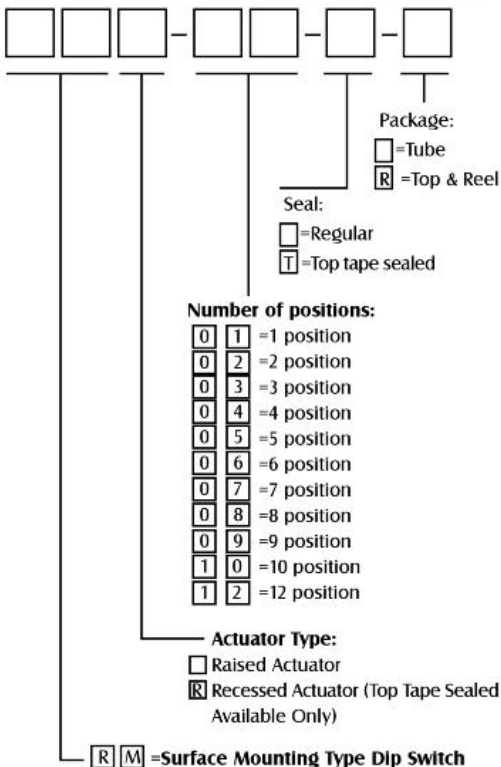 Package:
=Tube
R =Top & Reel
Seal:
=Regular
T =Top tape sealed
Number of positions:
0 1 =1 position
0 2 =2 position
0 3 =3 position
0 4 =4 position
0 5 =5 position
0 6 =6 position
0 7 =7 position
0 8 =8 position
0 9 =9 position
1 0 =10 position
1 2 =12 position
Actuator Type:
Raised Actuator
R Recessed Actuator (Top Tape Sealed
Available Only)
R M =Surface Mounting Type Dip Switch